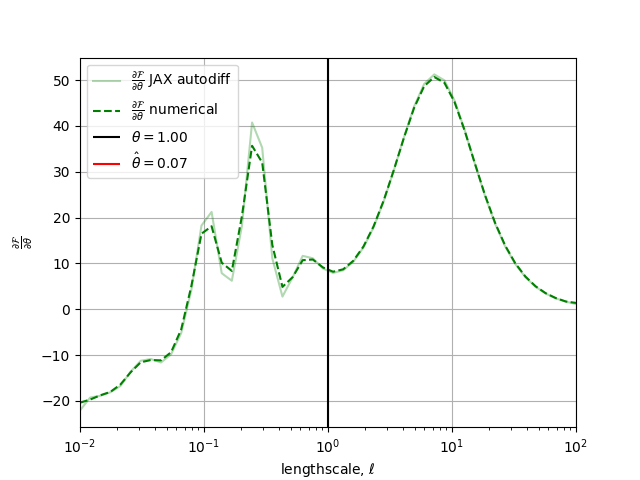 ∂ℱ/∂θ JAX autodiff
∂ℱ/∂θ numerical
θ = 1.00
θ̂ = 0.07
∂ℱ/∂θ
50
40
30
20
10
0
−10
−20
10⁻² 10⁻¹ 10⁰ 10¹ 10²
lengthscale, ℓ